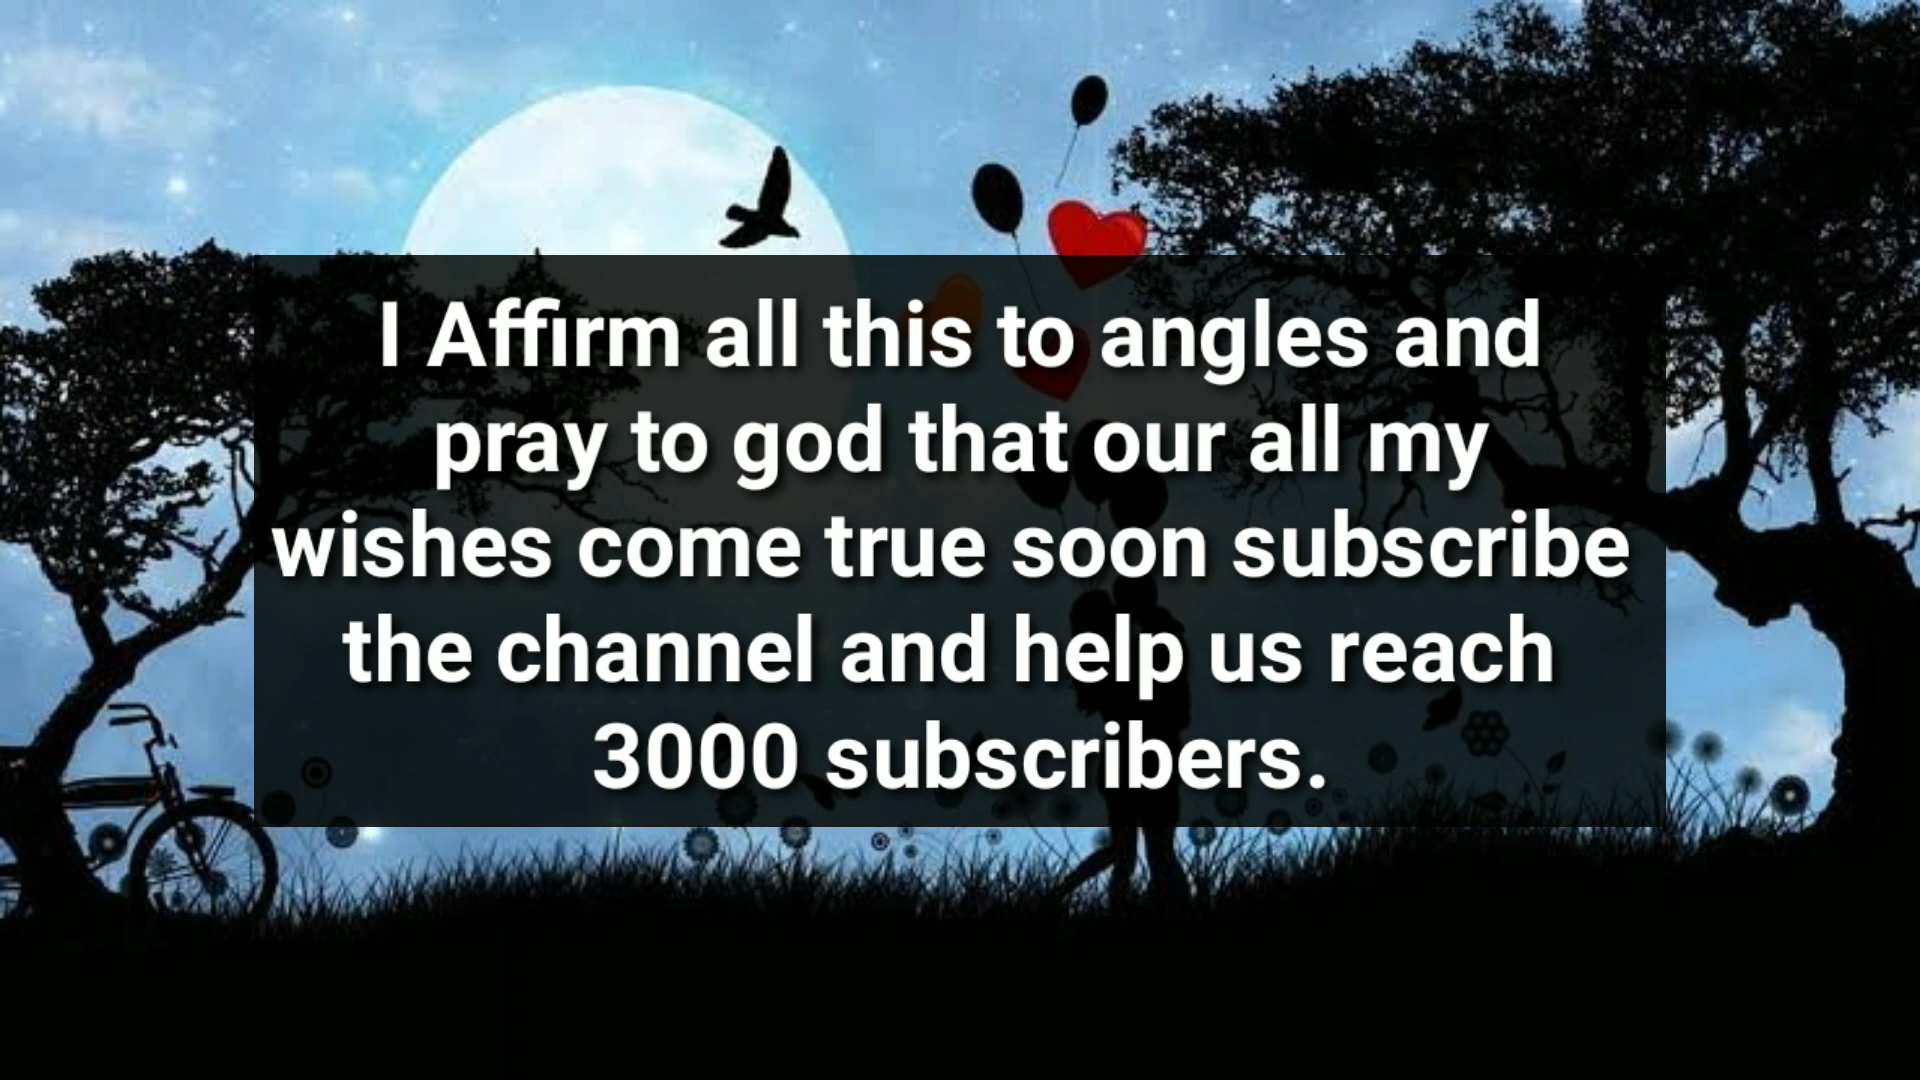 I Affirm all this to angles and
pray to god that our all my
wishes come true soon subscribe
the channel and help us reach
3000 subscribers.